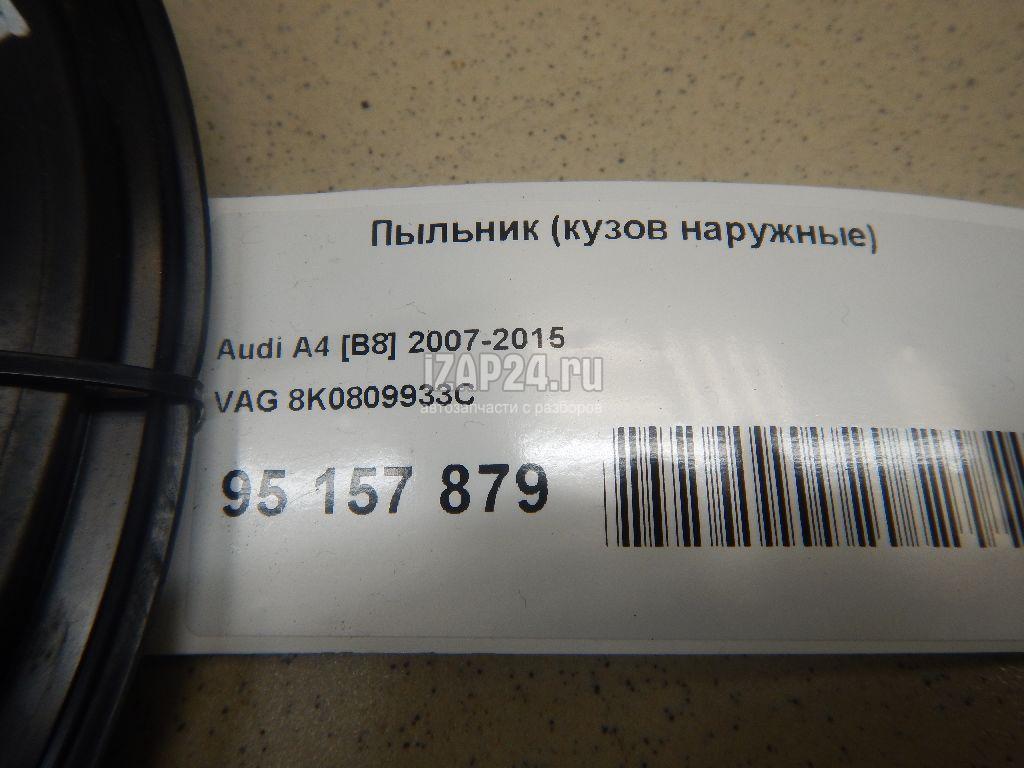 Пыльник (кузов наружные)
Audi A4 [B8] 2007-2015
iZAP24.ru
VAG 8K0809933C
автозапчасти с разборов
95 157 879